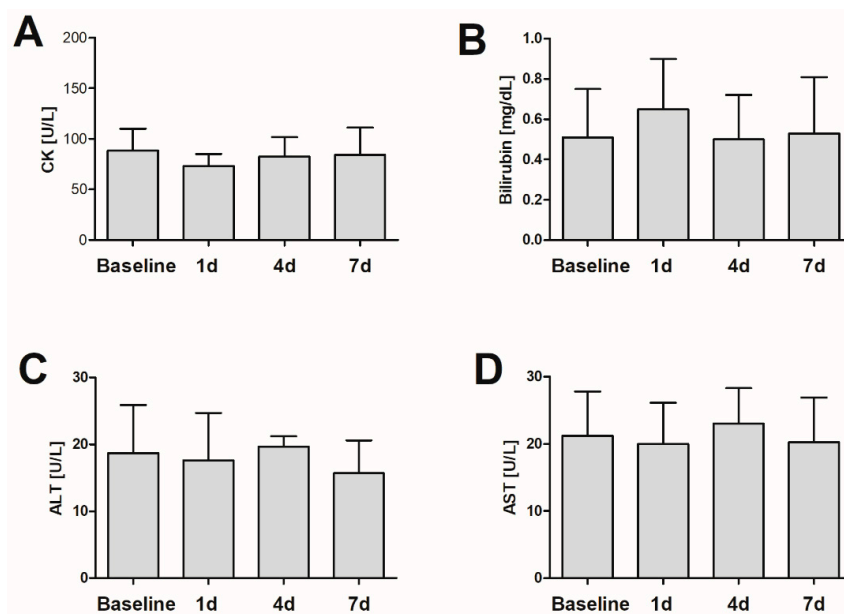 A
CK [U/L]
200
150
100
50
0
Baseline 1d 4d 7d
B
Bilirubin [mg/dL]
1.0
0.8
0.6
0.4
0.2
0.0
Baseline 1d 4d 7d
C
ALT [U/L]
30
20
10
0
Baseline 1d 4d 7d
D
AST [U/L]
30
20
10
0
Baseline 1d 4d 7d